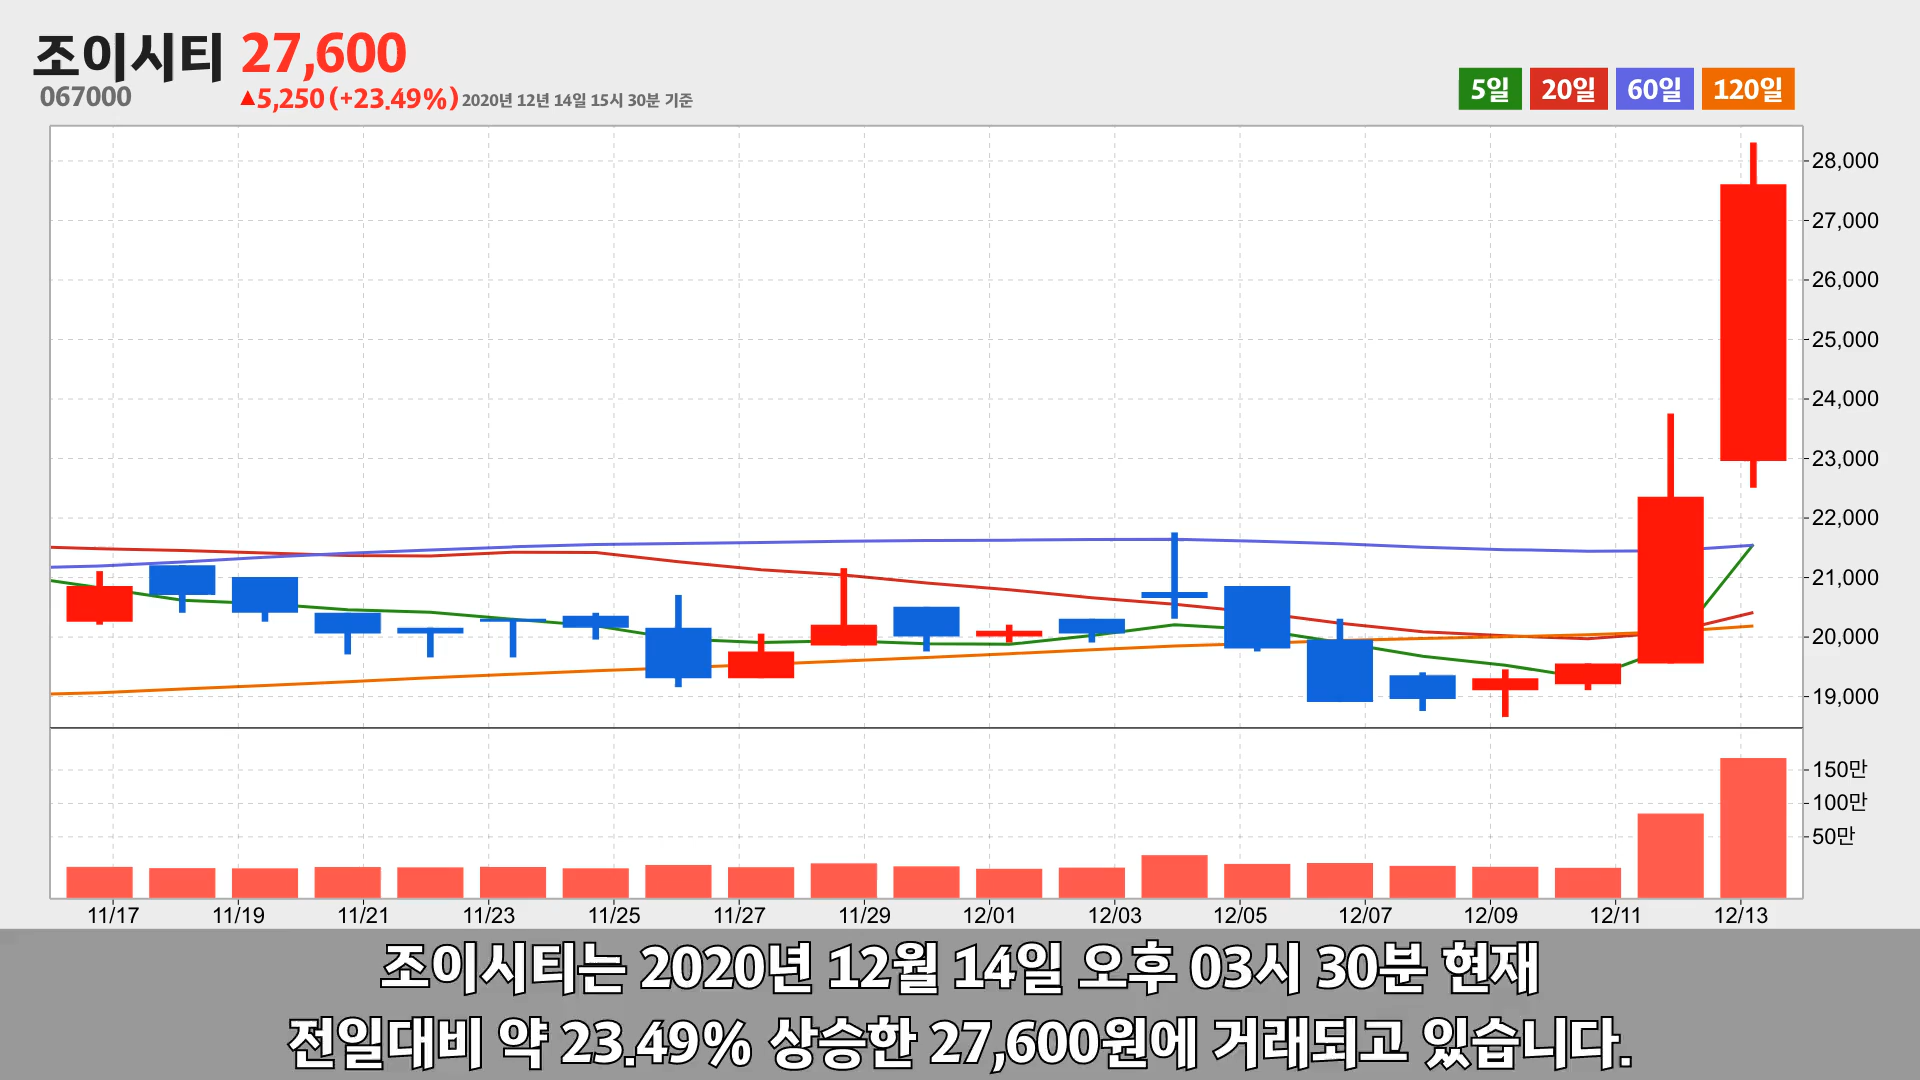 조이시티 27,600
067000
▲5,250 (+23.49%) 2020년 12년 14일 15시 30분 기준
5일 20일 60일 120일
28,000
27,000
26,000
25,000
24,000
23,000
22,000
21,000
20,000
19,000
150만
100만
50만
11/17 11/19 11/21 11/23 11/25 11/27 11/29 12/01 12/03 12/05 12/07 12/09 12/11 12/13
조이시티는 2020년 12월 14일 오후 03시 30분 현재
전일대비 약 23.49% 상승한 27,600원에 거래되고 있습니다.